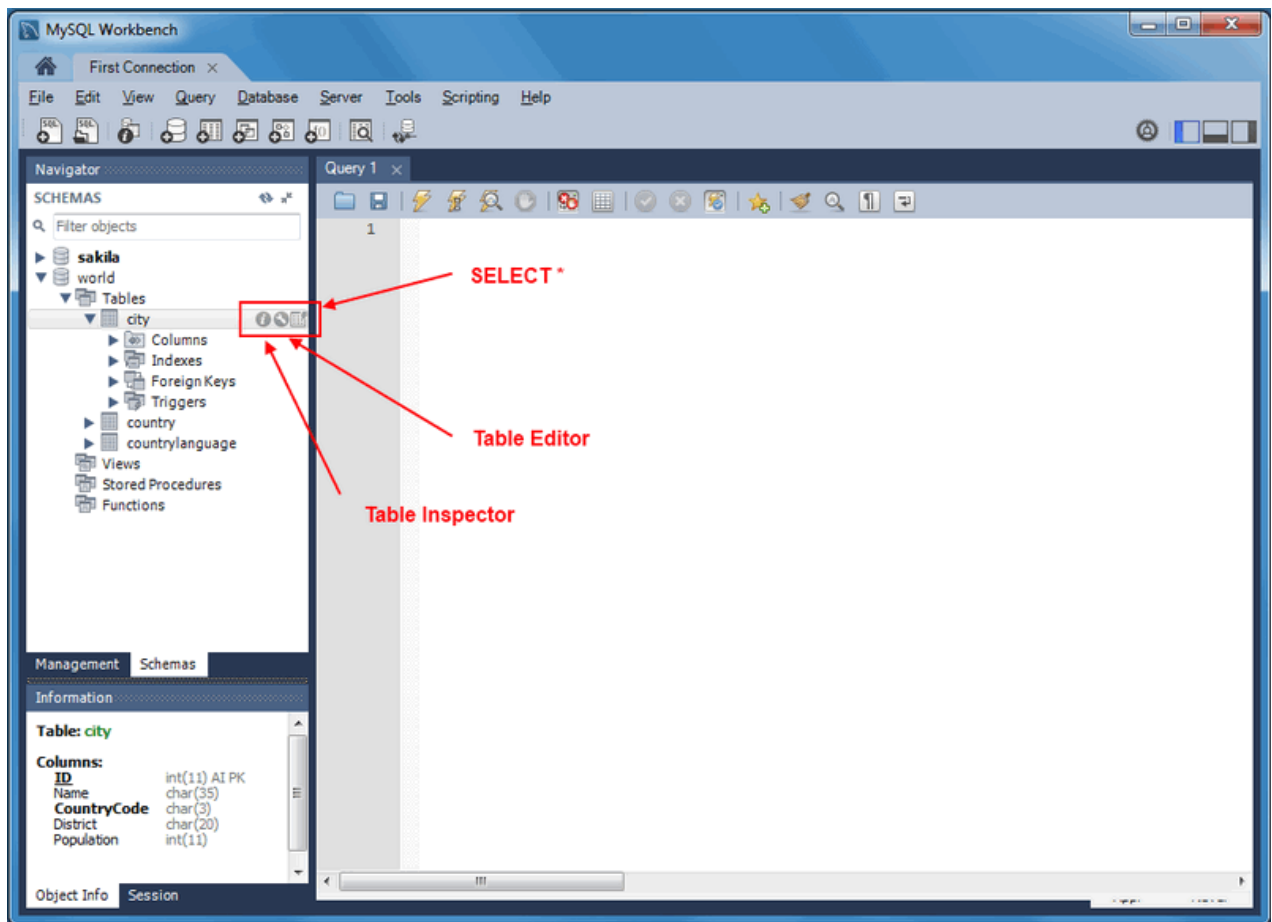 MySQL Workbench
First Connection
File Edit View Query Database Server Tools Scripting Help
Navigator
SCHEMAS
Filter objects
sakila
world
Tables
city
Columns
Indexes
Foreign Keys
Triggers
country
countrylanguage
Views
Stored Procedures
Functions
Management Schemas
Information
Table: city
Columns:
ID int(11) AI PK
Name char(35)
CountryCode char(3)
District char(20)
Population int(11)
Object Info Session
Query 1
1
SELECT *
Table Editor
Table Inspector